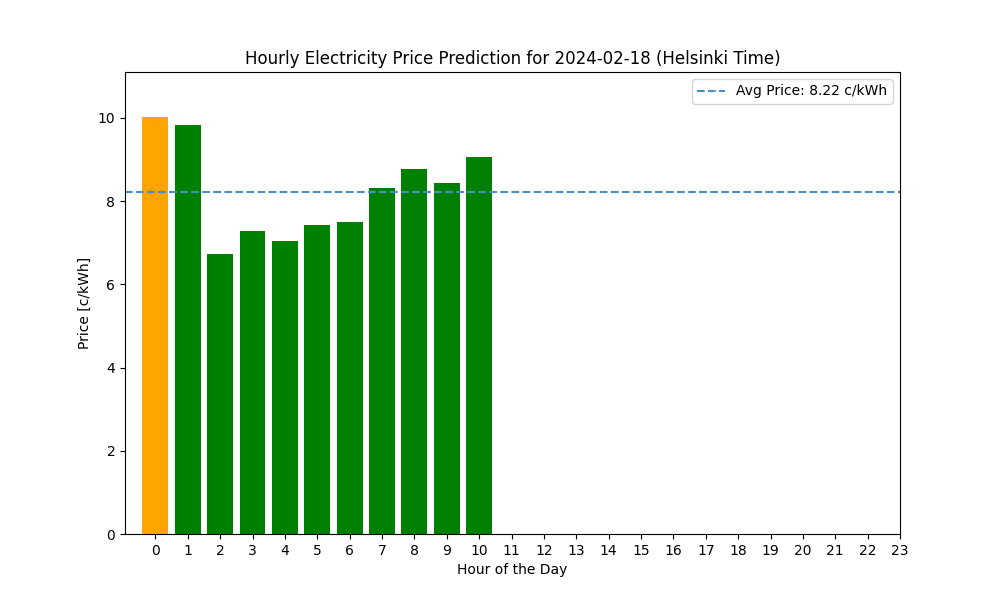 Hourly Electricity Price Prediction for 2024-02-18 (Helsinki Time)
Avg Price: 8.22 c/kWh
Price [c/kWh]
10
8
6
4
2
0
0 1 2 3 4 5 6 7 8 9 10 11 12 13 14 15 16 17 18 19 20 21 22 23
Hour of the Day